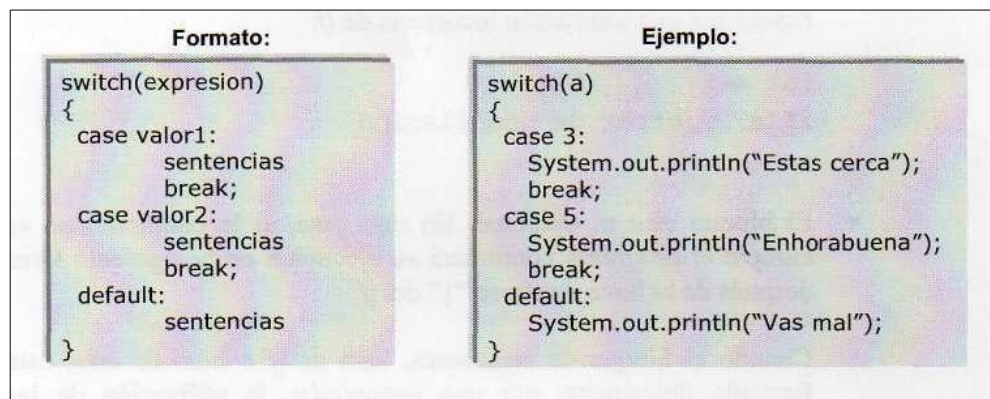 Formato:
switch(expresion)
{
case valor1:
sentencias
break;
case valor2:
sentencias
break;
default:
sentencias
}
Ejemplo:
switch(a)
{
case 3:
System.out.println("Estas cerca");
break;
case 5:
System.out.println("Enhorabuena");
break;
default:
System.out.println("Vas mal");
}